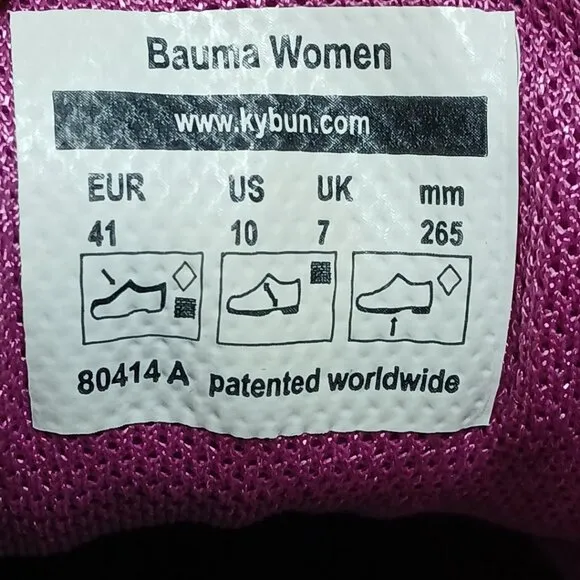 Bauma Women
www.kybun.com
EUR US UK mm
41 10 7 265
80414 A patented worldwide